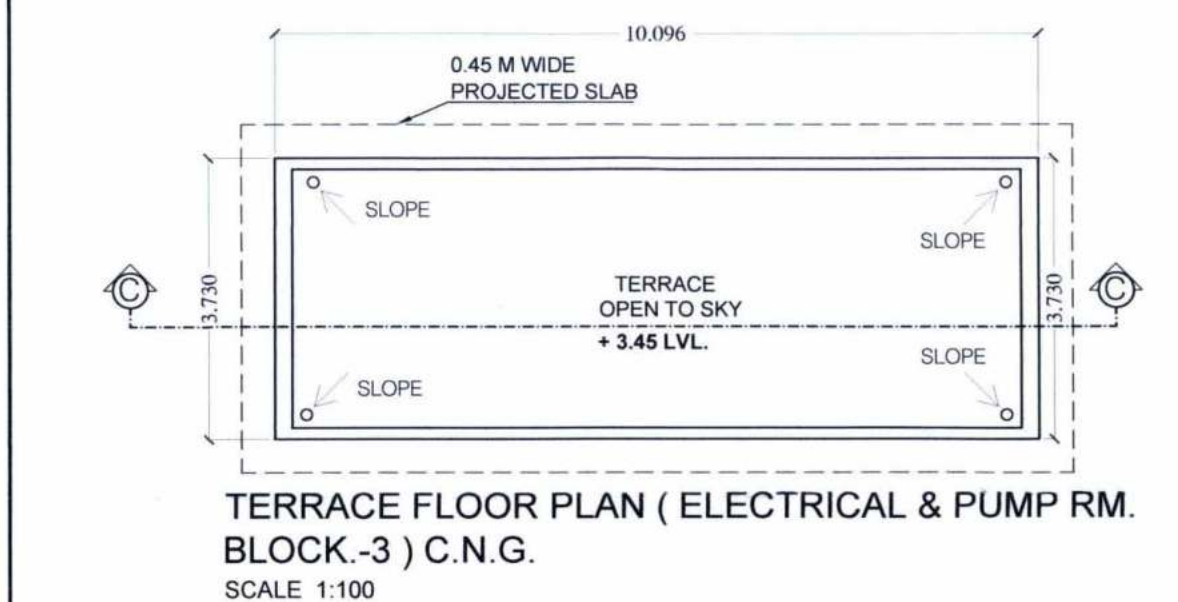 10.096
0.45 M WIDE
PROJECTED SLAB
SLOPE
SLOPE
C
3.730
TERRACE
OPEN TO SKY
+ 3.45 LVL.
3.730
C
SLOPE
SLOPE
TERRACE FLOOR PLAN ( ELECTRICAL & PUMP RM.
BLOCK.-3 ) C.N.G.
SCALE 1:100